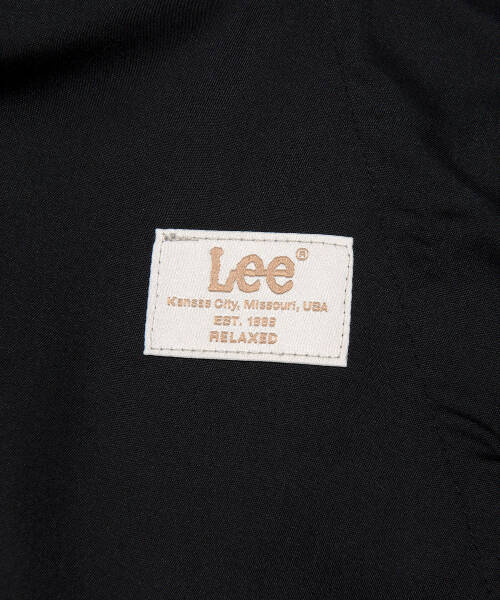 Lee®
Kansas City, Missouri, USA
EST. 1889
RELAXED